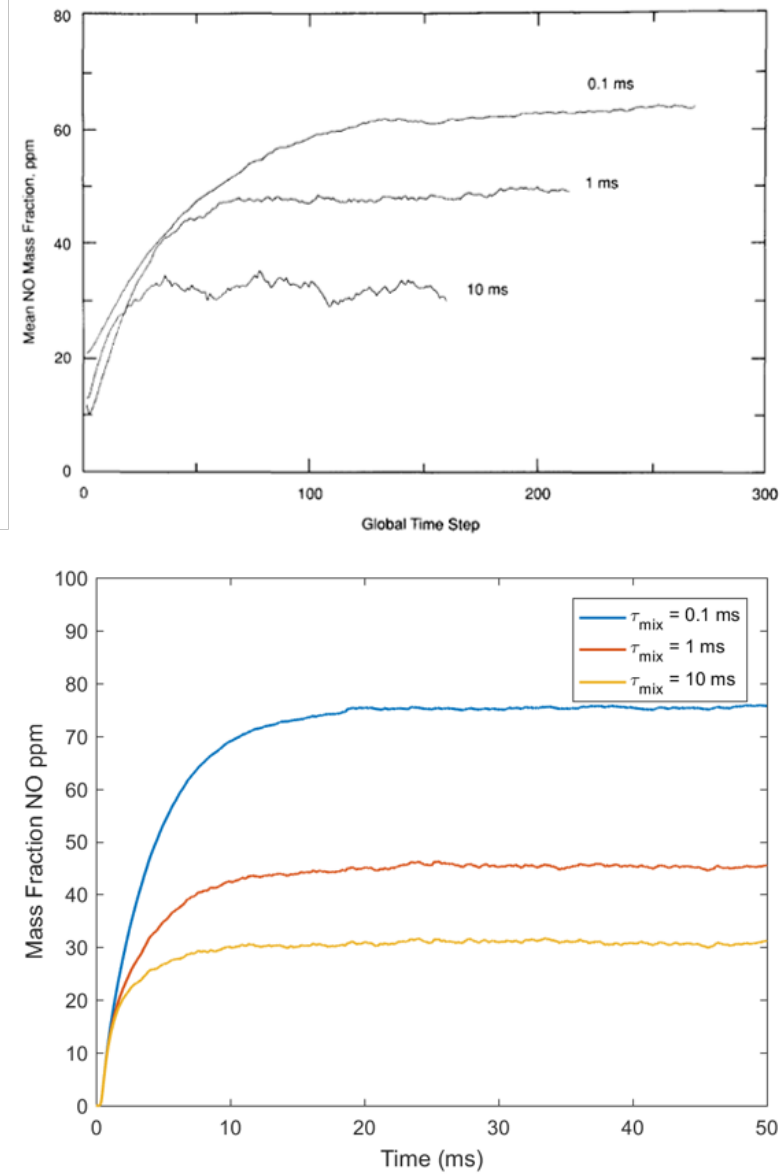 80
0.1 ms
60
1 ms
40
10 ms
20
0
Mean NO Mass Fraction, ppm
0 100 200 300
Global Time Step
100
90
80
70
60
50
40
30
20
10
0
Mass Fraction NO ppm
τmix = 0.1 ms
τmix = 1 ms
τmix = 10 ms
0 10 20 30 40 50
Time (ms)